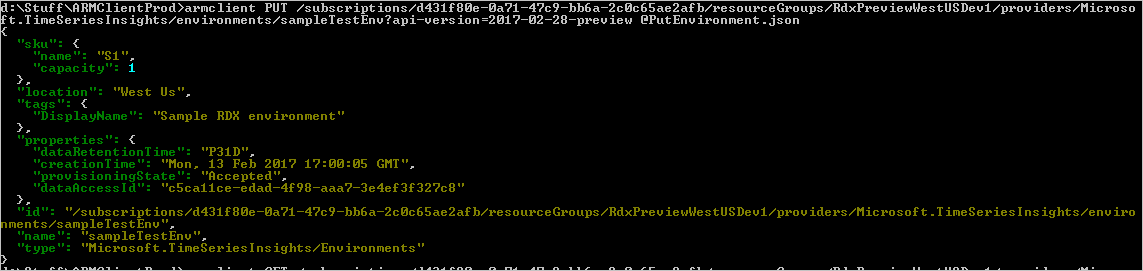 d:\Stuff\ARMClientProd>armclient PUT /subscriptions/d431f80e-0a71-47c9-bb6a-2c0c65ae2afb/resourceGroups/RdxPreviewWestUSDev1/providers/Microso
ft.TimeSeriesInsights/environments/sampleTestEnv?api-version=2017-02-28-preview @PutEnvironment.json
{
  "sku": {
    "name": "S1",
    "capacity": 1
  },
  "location": "West Us",
  "tags": {
    "DisplayName": "Sample RDX environment"
  },
  "properties": {
    "dataRetentionTime": "P31D",
    "creationTime": "Mon, 13 Feb 2017 17:00:05 GMT",
    "provisioningState": "Accepted",
    "dataAccessId": "c5ca11ce-edad-4f98-aaa7-3e4ef3f327c8"
  },
  "id": "/subscriptions/d431f80e-0a71-47c9-bb6a-2c0c65ae2afb/resourceGroups/RdxPreviewWestUSDev1/providers/Microsoft.TimeSeriesInsights/enviro
nments/sampleTestEnv",
  "name": "sampleTestEnv",
  "type": "Microsoft.TimeSeriesInsights/Environments"
}